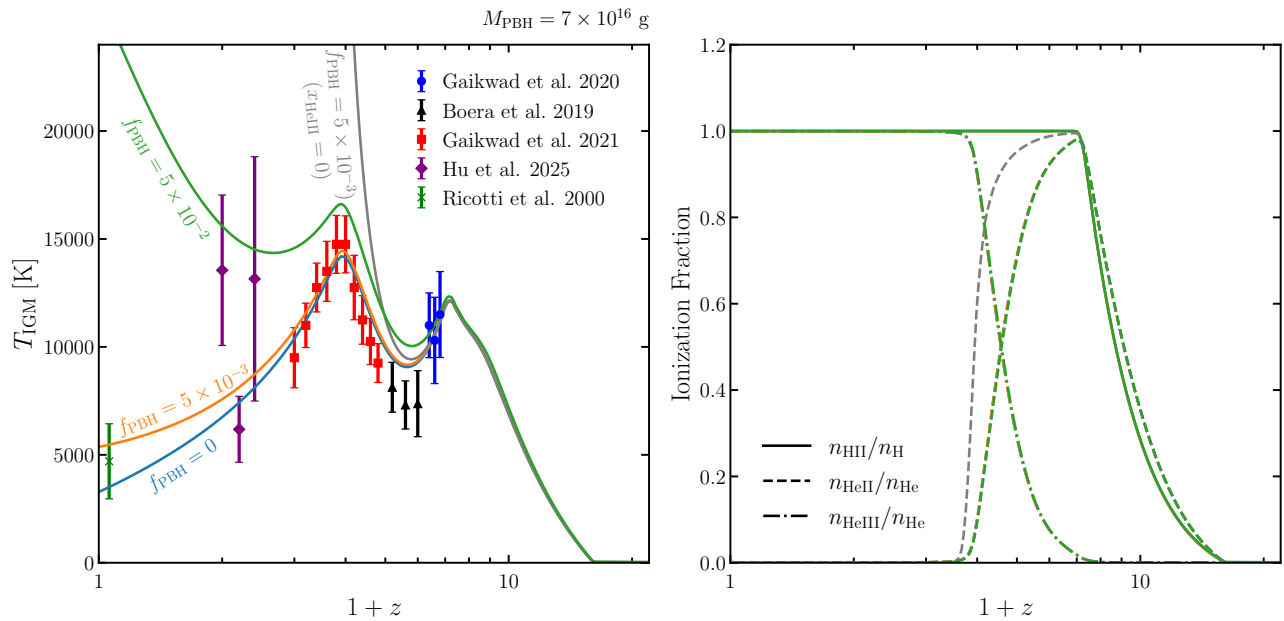 M_PBH = 7 × 10^16 g
24 
f_PBH = 5 × 10^−3
(x_HeIII = 0)
f_PBH = 5 × 10^−2
f_PBH = 5 × 10^−3
f_PBH = 0
Gaikwad et al. 2020
Boera et al. 2019
Gaikwad et al. 2021
Hu et al. 2025
Ricotti et al. 2000
T_IGM [K]
20000
15000
10000
5000
0
1
10
1 + z
Ionization Fraction
1.2
1.0
0.8
0.6
0.4
0.2
0.0
n_HII/n_H
n_HeII/n_He
n_HeIII/n_He
1
10
1 + z